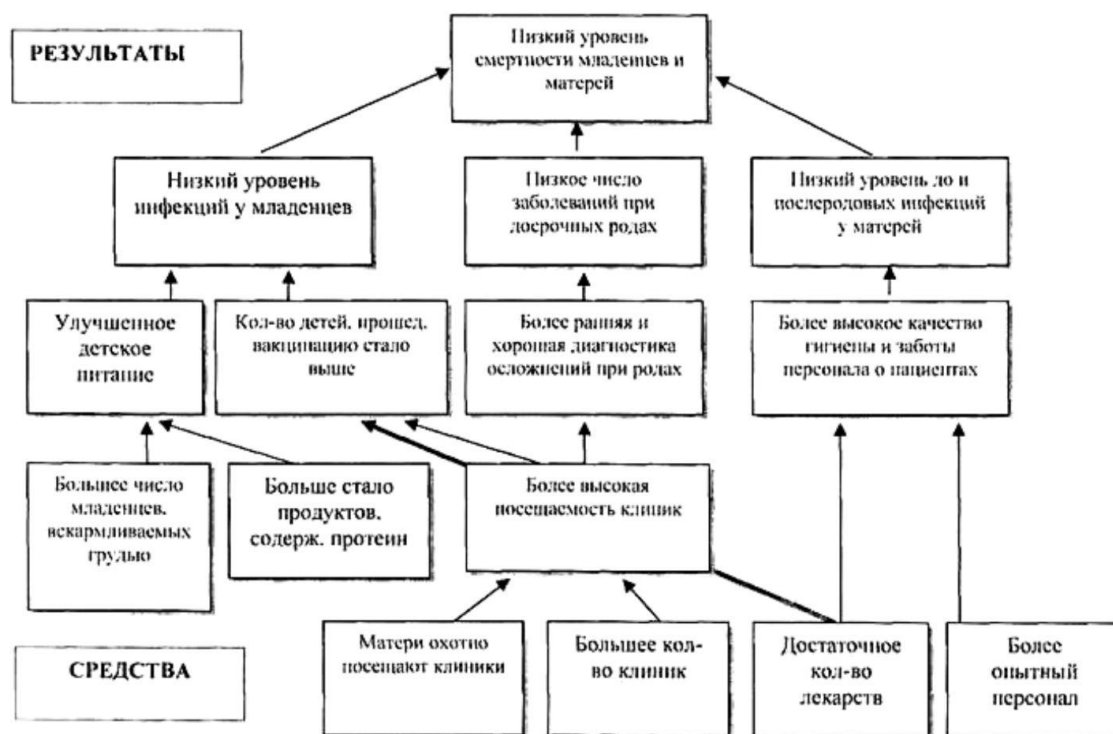 РЕЗУЛЬТАТЫ
Низкий уровень
смертности младенцев и
матерей
Низкий уровень
инфекций у младенцев
Низкое число
заболеваний при
досрочных родах
Низкий уровень до и
послеродовых инфекций
у матерей
Улучшенное
детское
питание
Кол-во детей, прошед.
вакцинацию стало
выше
Более ранняя и
хорошая диагностика
осложнений при родах
Более высокое качество
гигиены и заботы
персонала о пациентах
Большее число
младенцев,
вскармливаемых
грудью
Больше стало
продуктов,
содерж. протеин
Более высокая
посещаемость клиник
СРЕДСТВА
Матери охотно
посещают клиники
Большее кол-
во клиник
Достаточное
кол-во
лекарств
Более
опытный
персонал